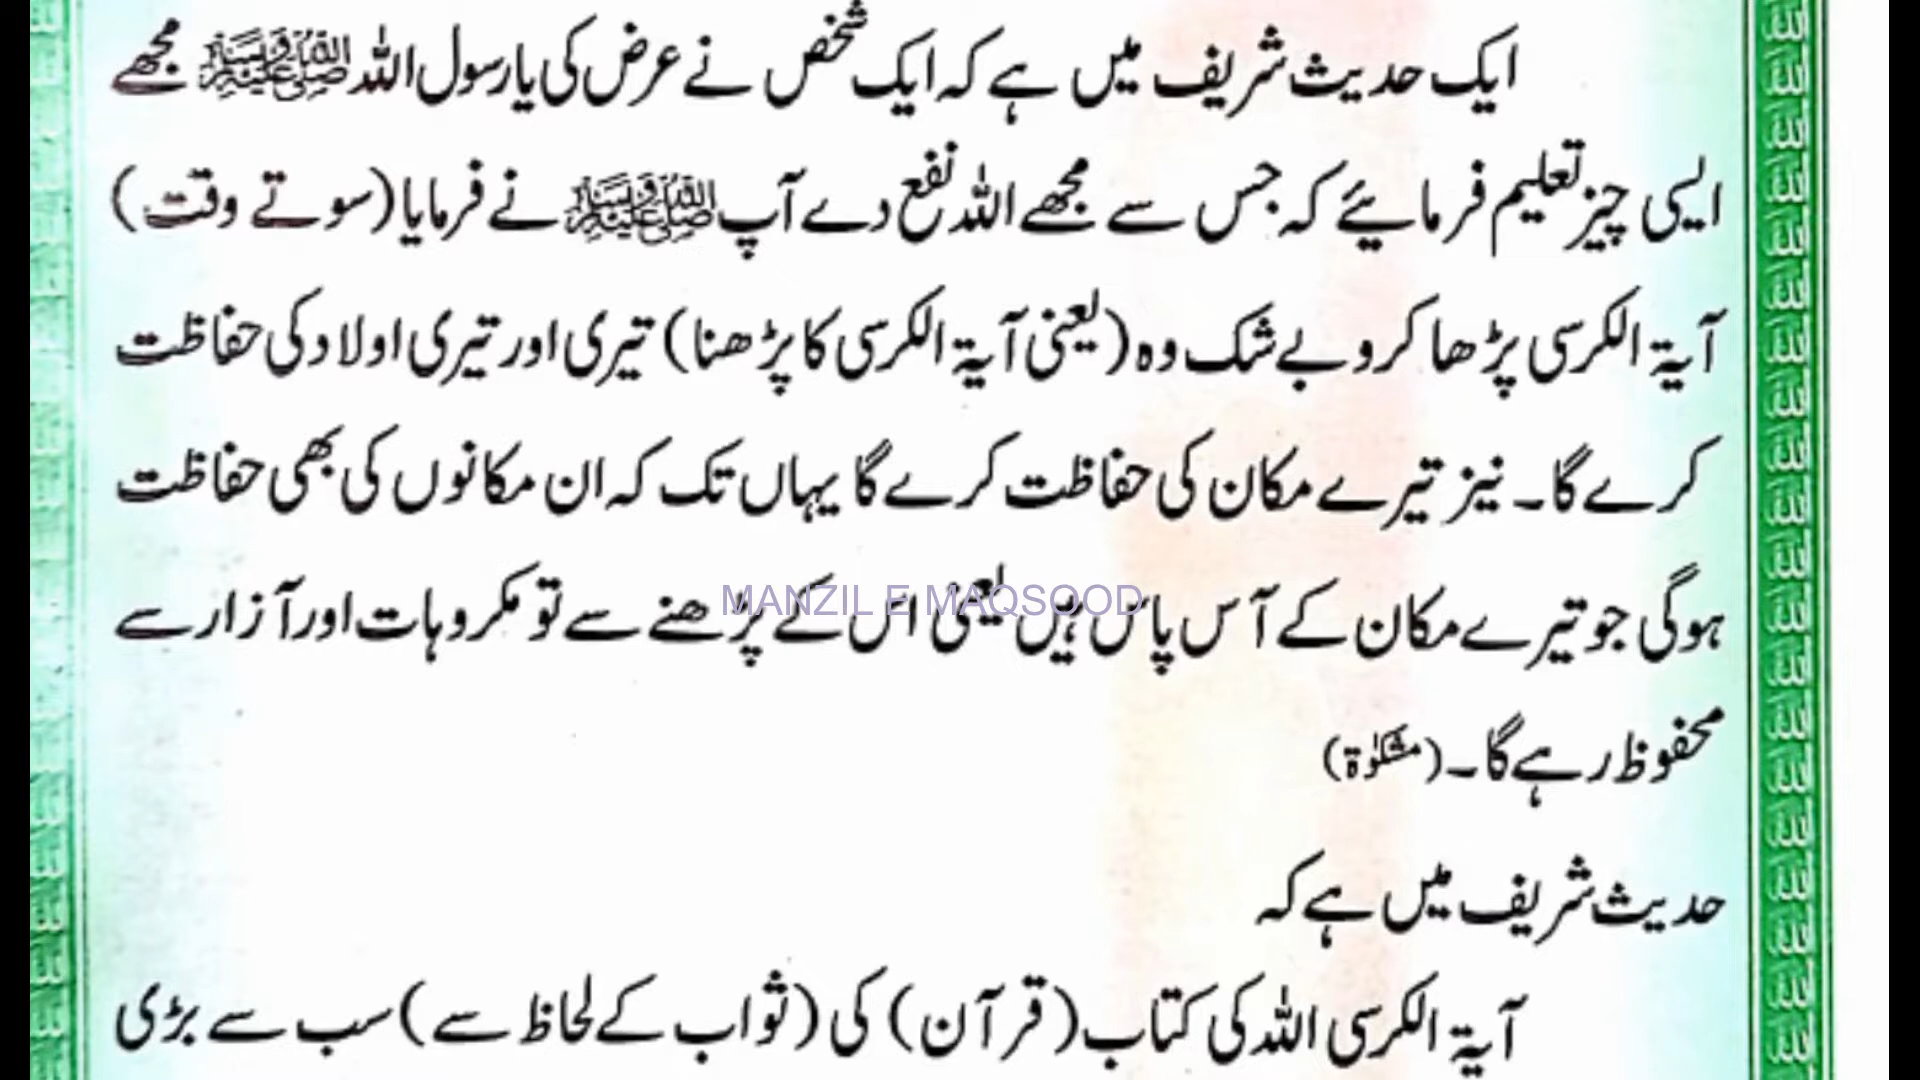 ایک حدیث شریف میں ہے کہ ایک شخص نے عرض کی یا رسول اللہ ﷺ مجھے
ایسی چیز تعلیم فرمائیے کہ جس سے مجھے اللہ نفع دے آپ ﷺ نے فرمایا (سوتے وقت)
آیۃ الکرسی پڑھا کرو بے شک وہ (یعنی آیۃ الکرسی کا پڑھنا) تیری اور تیری اولاد کی حفاظت
کرے گا۔ نیز تیرے مکان کی حفاظت کرے گا یہاں تک کہ ان مکانوں کی بھی حفاظت
ہوگی جو تیرے مکان کے آس پاس ہیں یعنی اس کے پڑھنے سے تو مکروہات اور آزار سے
MANZIL E MAQSOOD
محفوظ رہے گا۔ (مشکوٰۃ)
حدیث شریف میں ہے کہ
آیۃ الکرسی اللہ کی کتاب (قرآن) کی (ثواب کے لحاظ سے) سب سے بڑی